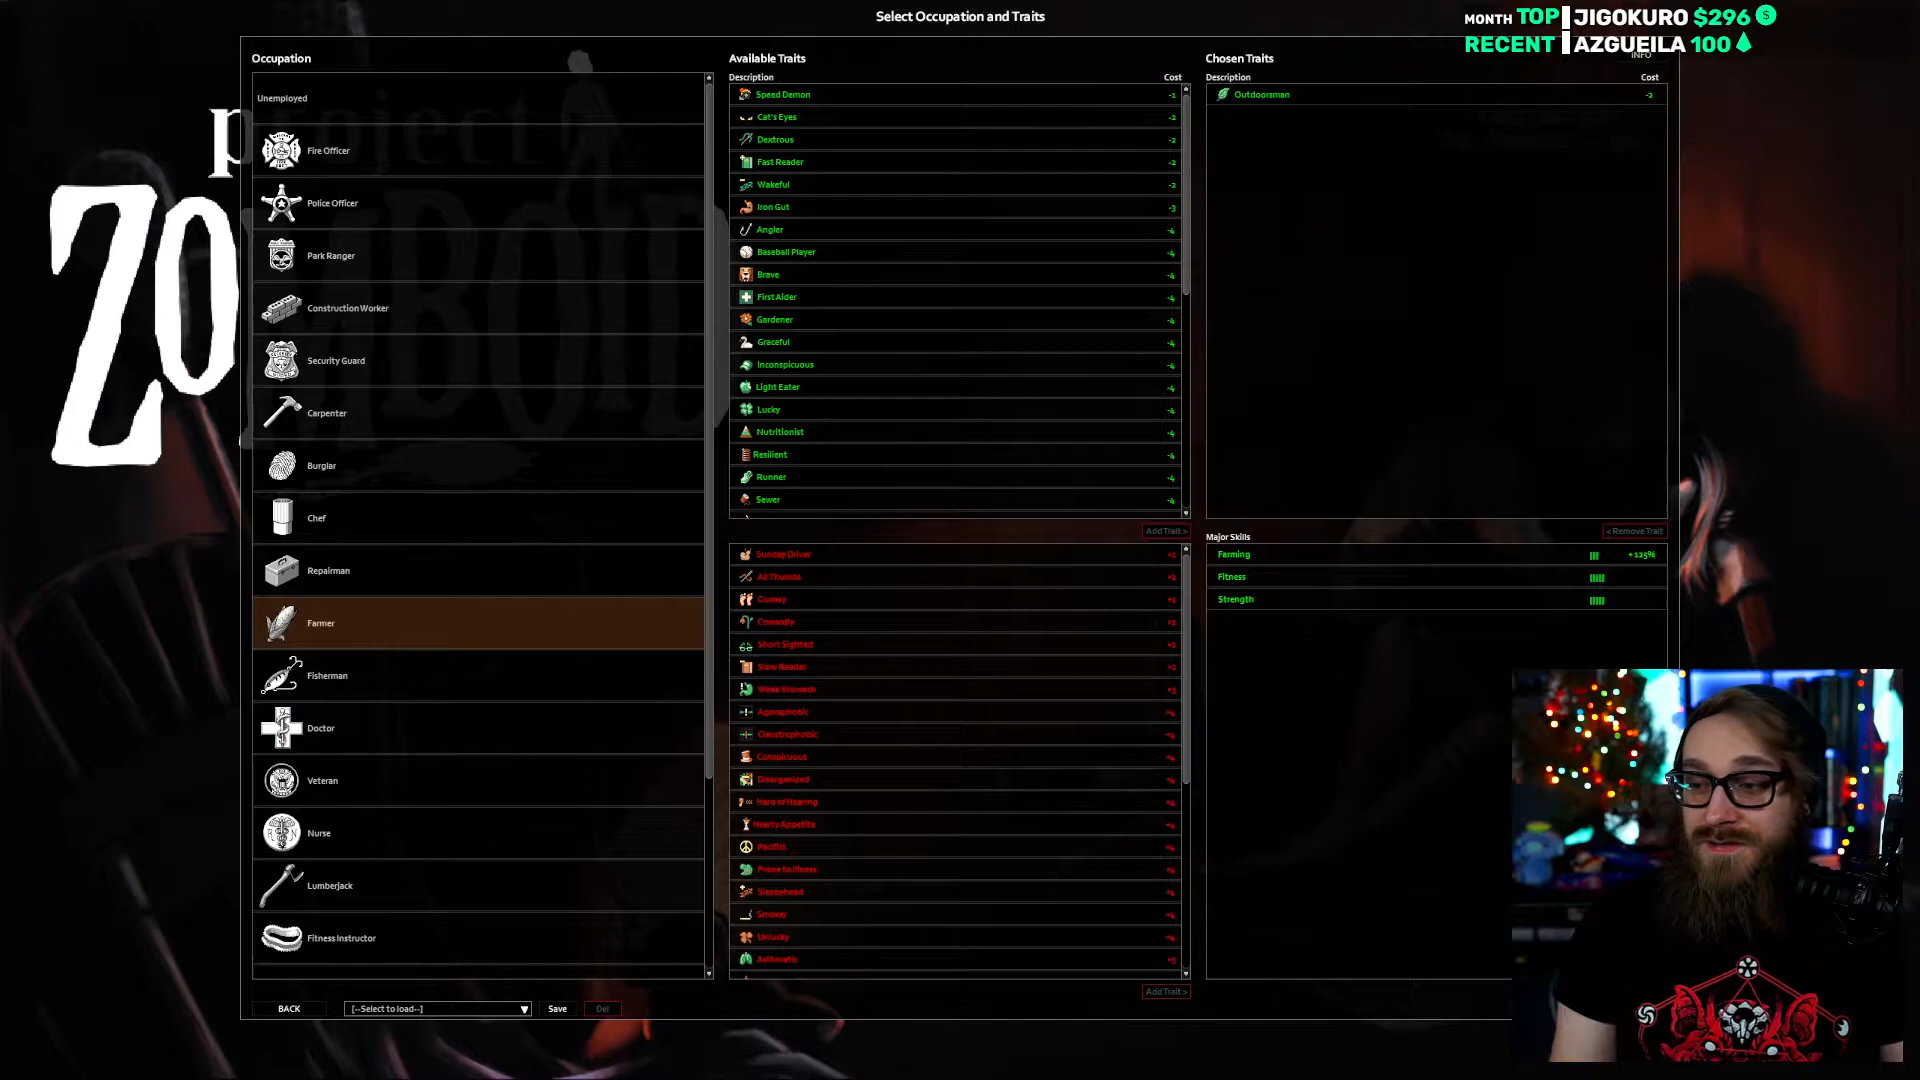 Select Occupation and Traits
MONTH TOP JIGOKURO $296
RECENT AZGUEILA 100
INFO
project
ZOMBOID
Occupation
Unemployed
Fire Officer
Police Officer
Park Ranger
Construction Worker
Security Guard
Carpenter
Burglar
Chef
Repairman
Farmer
Fisherman
Doctor
Veteran
Nurse
Lumberjack
Fitness Instructor
BACK
[--Select to load--]
Save
Del
Available Traits
Description Cost
Speed Demon -1
Cat's Eyes -2
Dextrous -2
Fast Reader -2
Wakeful -2
Iron Gut -3
Angler -4
Baseball Player -4
Brave -4
First Aider -4
Gardener -4
Graceful -4
Inconspicuous -4
Light Eater -4
Lucky -4
Nutritionist -4
Resilient -4
Runner -4
Sewer -4
Add Trait >
Sunday Driver
All Thumbs
Clumsy
Cowardly
Short Sighted
Slow Reader
Weak Stomach
Agoraphobic
Claustrophobic
Conspicuous
Disorganized
Hard of Hearing
Hearty Appetite
Pacifist
Prone to Illness
Sleepyhead
Smoker
Unlucky
Asthmatic
Add Trait >
Chosen Traits
Description Cost
Outdoorsman -2
< Remove Trait
Major Skills
Farming +125%
Fitness
Strength